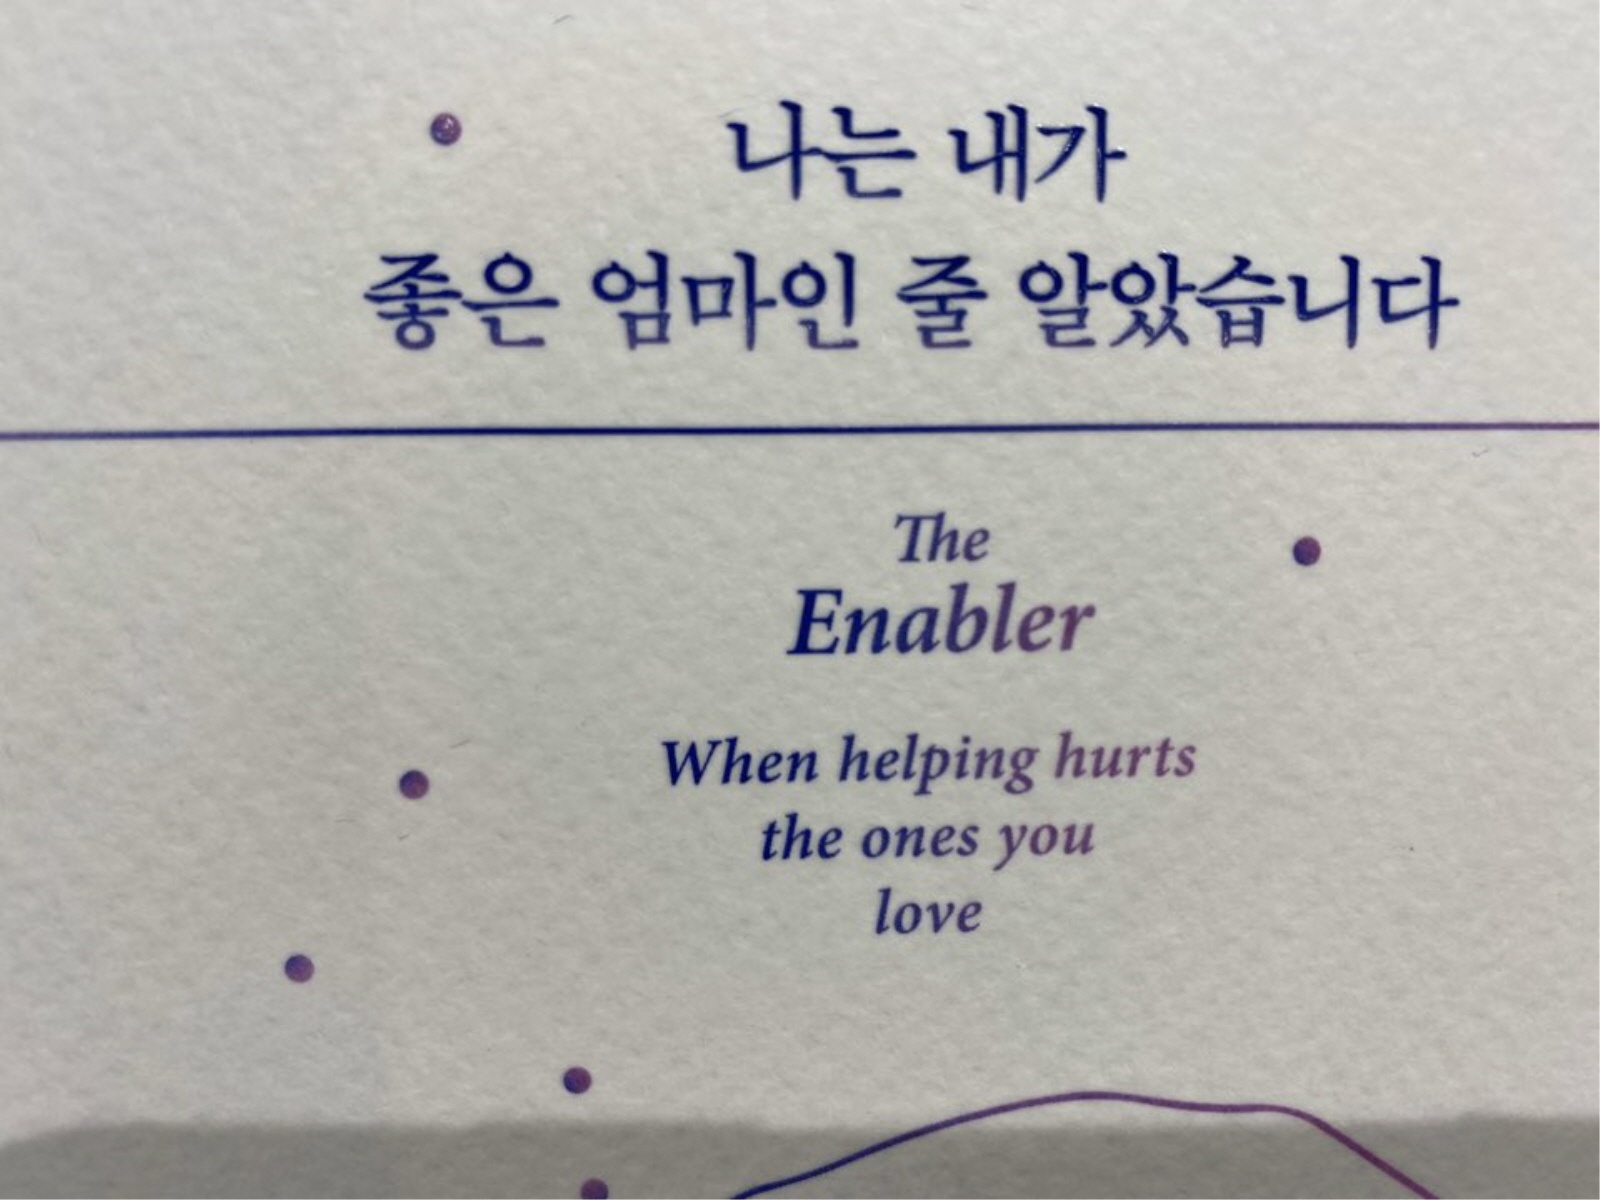 나는 내가
좋은 엄마인 줄 알았습니다
The
Enabler
When helping hurts
the ones you
love